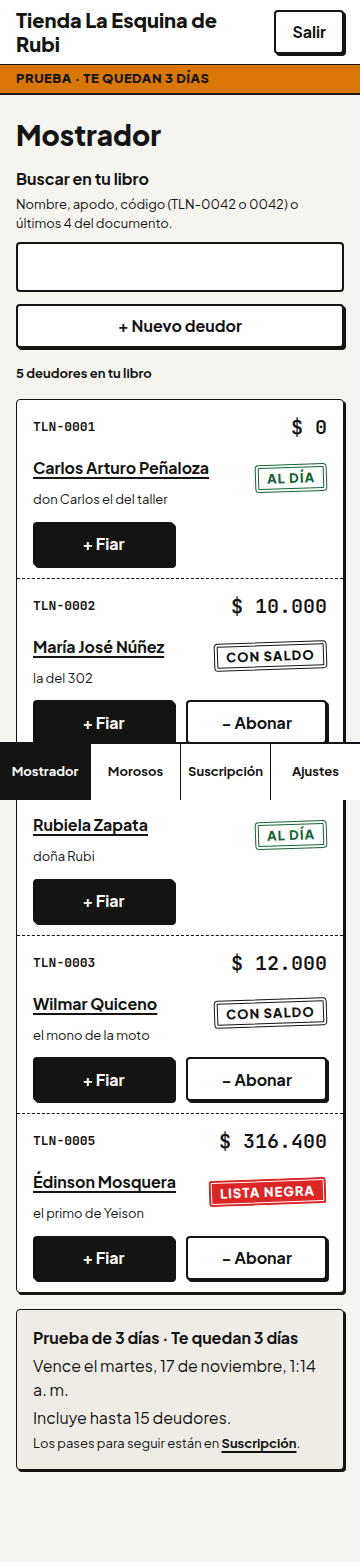 Tienda La Esquina de
Rubi
Salir
PRUEBA · TE QUEDAN 3 DÍAS
Mostrador
Buscar en tu libro
Nombre, apodo, código (TLN-0042 o 0042) o
últimos 4 del documento.
+ Nuevo deudor
5 deudores en tu libro
TLN-0001
$ 0
Carlos Arturo Peñaloza
AL DÍA
don Carlos el del taller
+ Fiar
TLN-0002
$ 10.000
María José Núñez
CON SALDO
la del 302
+ Fiar
– Abonar
Mostrador
Morosos
Suscripción
Ajustes
Rubiela Zapata
AL DÍA
doña Rubi
+ Fiar
TLN-0003
$ 12.000
Wilmar Quiceno
CON SALDO
el mono de la moto
+ Fiar
– Abonar
TLN-0005
$ 316.400
Édinson Mosquera
LISTA NEGRA
el primo de Yeison
+ Fiar
– Abonar
Prueba de 3 días · Te quedan 3 días
Vence el martes, 17 de noviembre, 1:14
a. m.
Incluye hasta 15 deudores.
Los pases para seguir están en Suscripción.